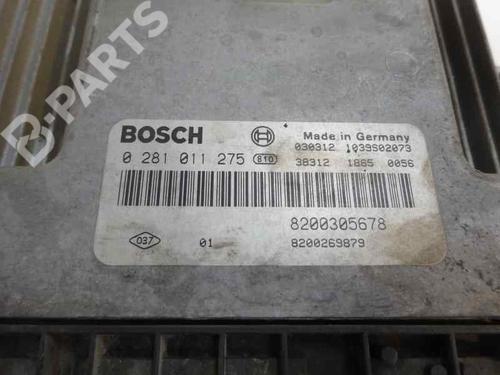 B-PARTS
BOSCH
Made in Germany
030312 1039S02073
0 281 011 275 810
38312 1885 0056
8200305678
037 01 8200269879